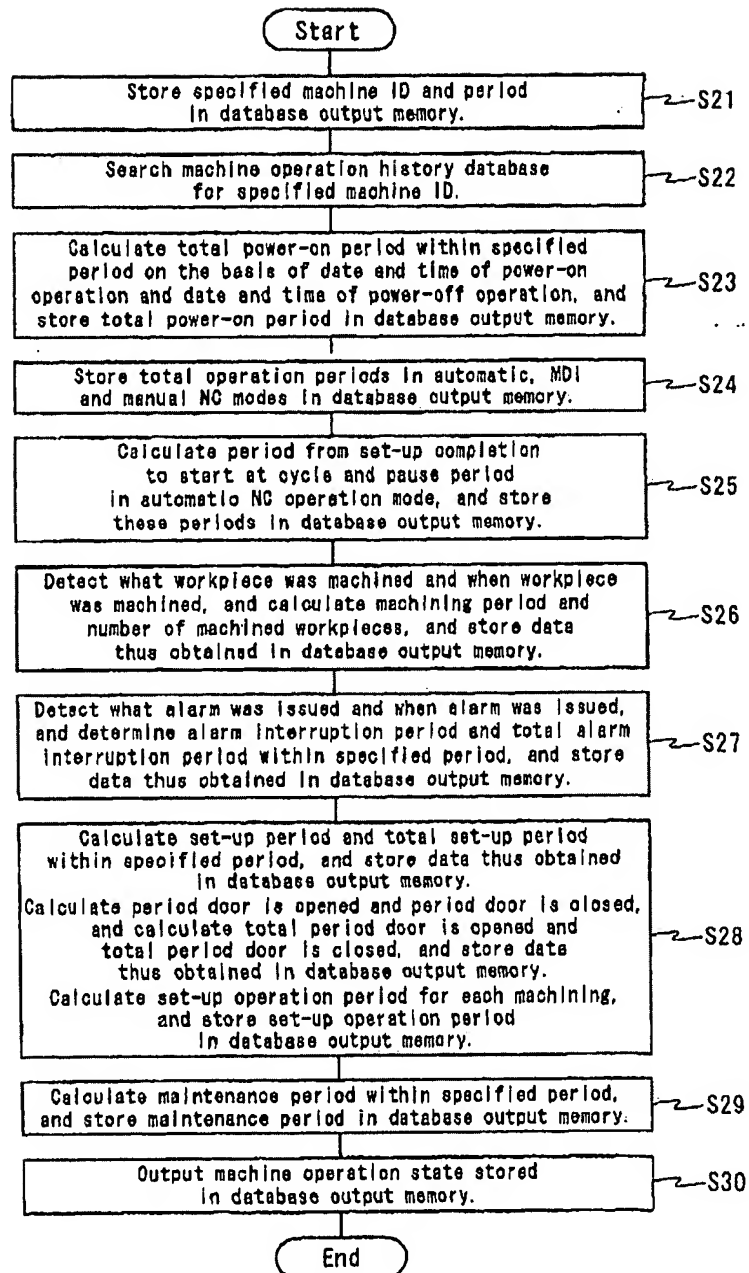 Start
Store specified machine ID and period
in database output memory.
S21
Search machine operation history database
for specified machine ID.
S22
Calculate total power-on period within specified
period on the basis of date and time of power-on
operation and date and time of power-off operation, and
store total power-on period in database output memory.
S23
Store total operation periods in automatic, MDI
and manual NC modes in database output memory.
S24
Calculate period from set-up completion
to start at cycle and pause period
in automatic NC operation mode, and store
these periods in database output memory.
S25
Detect what workpiece was machined and when workpiece
was machined, and calculate machining period and
number of machined workpieces, and store data
thus obtained in database output memory.
S26
Detect what alarm was issued and when alarm was issued,
and determine alarm interruption period and total alarm
interruption period within specified period, and store
data thus obtained in database output memory.
S27
Calculate set-up period and total set-up period
within specified period, and store data thus obtained
in database output memory.
Calculate period door is opened and period door is closed,
and calculate total period door is opened and
total period door is closed, and store data
thus obtained in database output memory.
Calculate set-up operation period for each machining,
and store set-up operation period
in database output memory.
S28
Calculate maintenance period within specified period,
and store maintenance period in database output memory.
S29
Output machine operation state stored
in database output memory.
S30
End